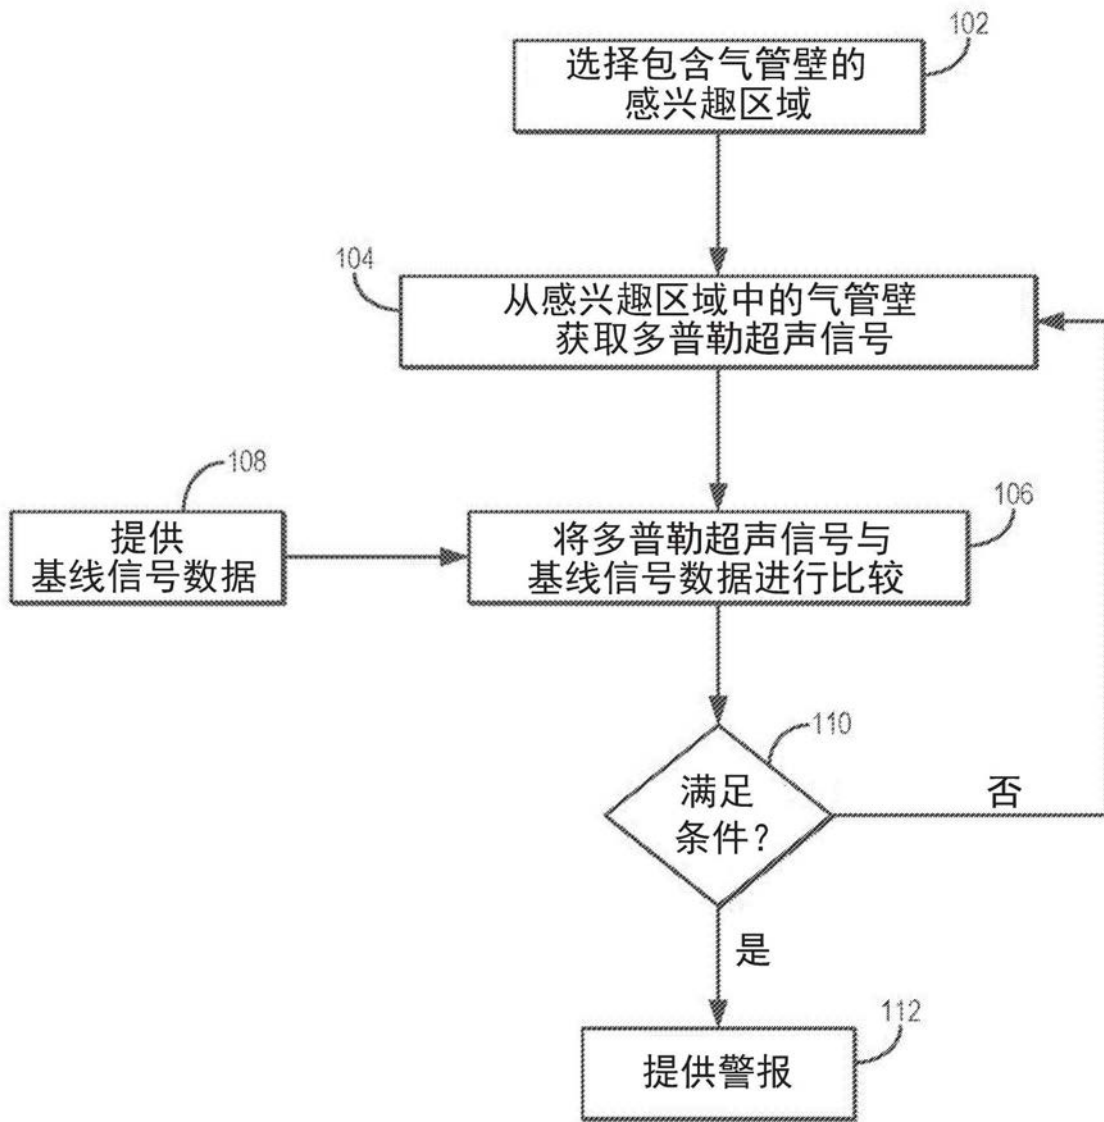 102
选择包含气管壁的
感兴趣区域
104
从感兴趣区域中的气管壁
获取多普勒超声信号
108
提供
基线信号数据
106
将多普勒超声信号与
基线信号数据进行比较
110
满足
条件?
否
是
112
提供警报